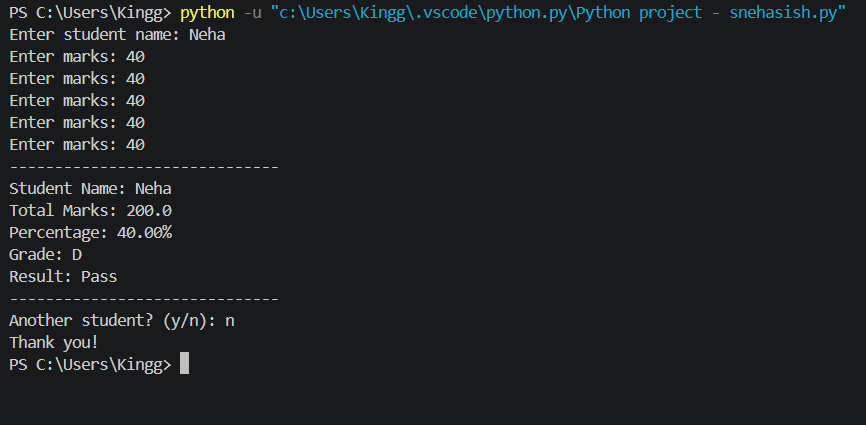 PS C:\Users\Kingg> python -u "c:\Users\Kingg\.vscode\python.py\Python project - snehasish.py"
Enter student name: Neha
Enter marks: 40
Enter marks: 40
Enter marks: 40
Enter marks: 40
Enter marks: 40
------------------------------
Student Name: Neha
Total Marks: 200.0
Percentage: 40.00%
Grade: D
Result: Pass
------------------------------
Another student? (y/n): n
Thank you!
PS C:\Users\Kingg>